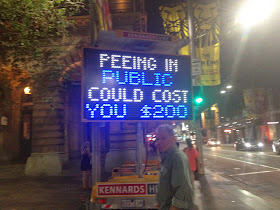 PEEING IN
PUBLIC
COULD COST
YOU $200
KENNARDS H